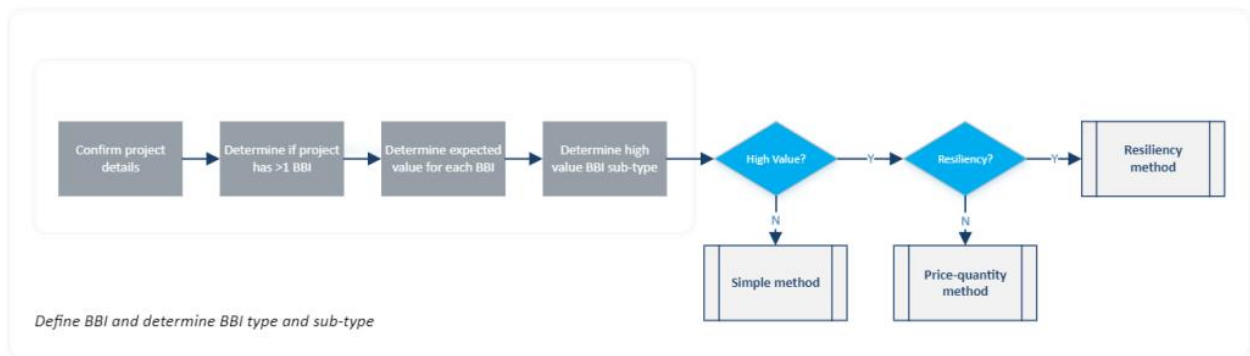 Confirm project
details
Determine if project
has >1 BBI
Determine expected
value for each BBI
Determine high
value BBI sub-type
High Value?
Y
Resiliency?
Y
Resiliency
method
N
N
Simple method
Price-quantity
method
Define BBI and determine BBI type and sub-type